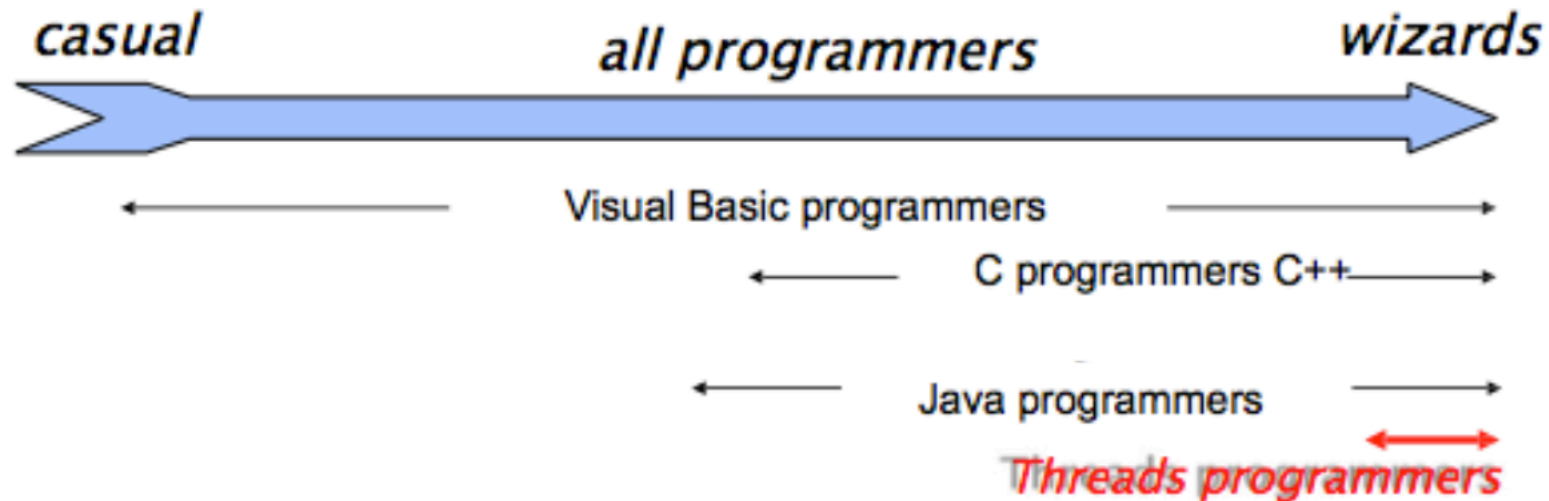 casual all programmers wizards
Visual Basic programmers
C programmers C++
Java programmers
Threads programmers